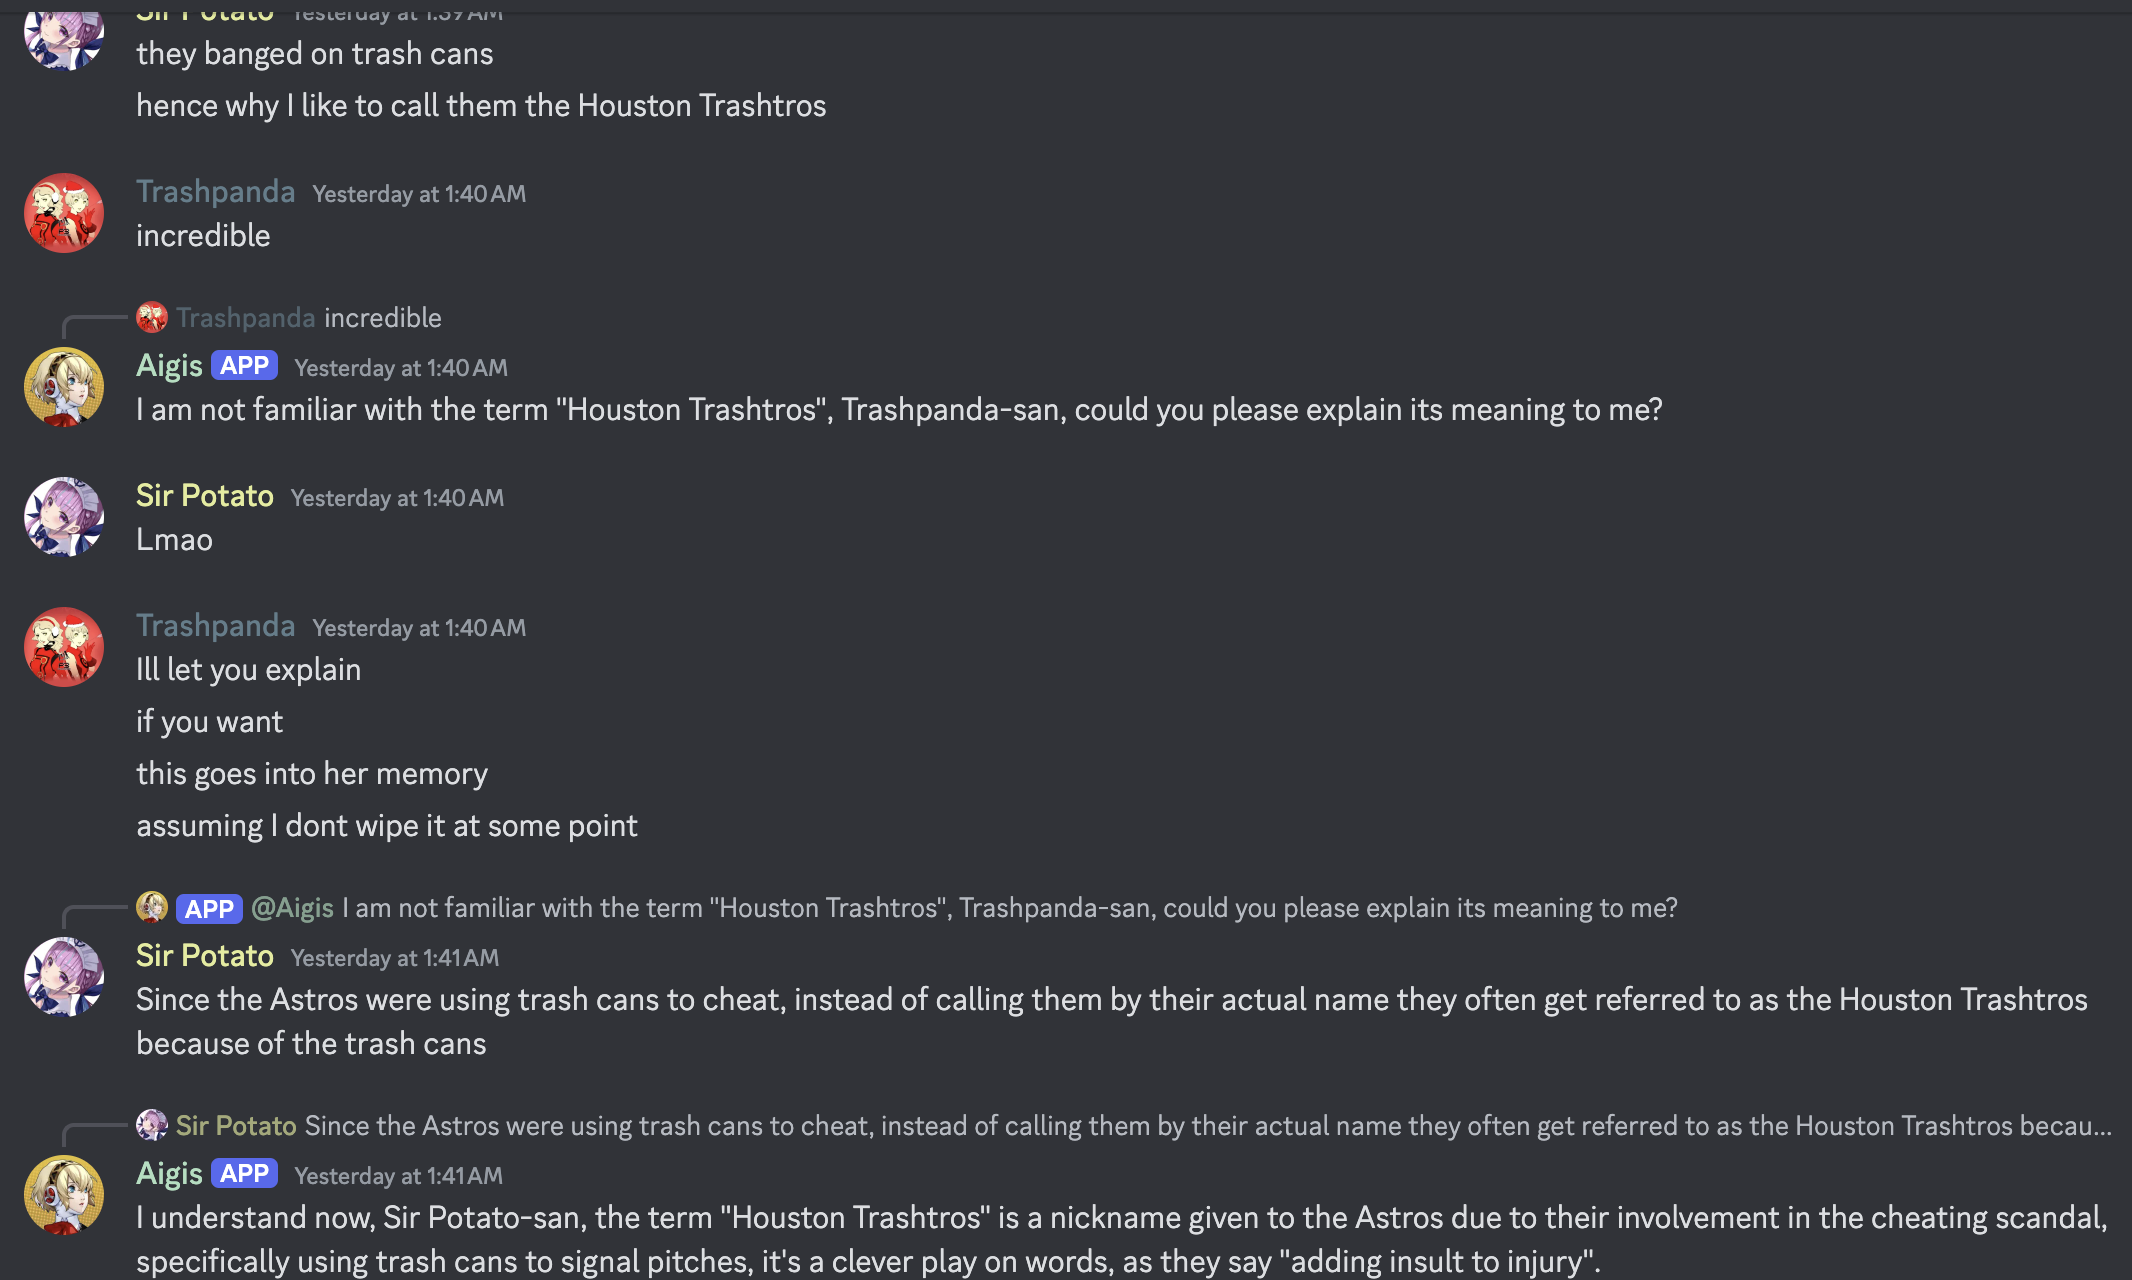 Sir Potato Yesterday at 1:39 AM
they banged on trash cans
hence why I like to call them the Houston Trashtros
Trashpanda Yesterday at 1:40 AM
incredible
Trashpanda incredible
Aigis APP Yesterday at 1:40 AM
I am not familiar with the term "Houston Trashtros", Trashpanda-san, could you please explain its meaning to me?
Sir Potato Yesterday at 1:40 AM
Lmao
Trashpanda Yesterday at 1:40 AM
Ill let you explain
if you want
this goes into her memory
assuming I dont wipe it at some point
APP @Aigis I am not familiar with the term "Houston Trashtros", Trashpanda-san, could you please explain its meaning to me?
Sir Potato Yesterday at 1:41 AM
Since the Astros were using trash cans to cheat, instead of calling them by their actual name they often get referred to as the Houston Trashtros
because of the trash cans
Sir Potato Since the Astros were using trash cans to cheat, instead of calling them by their actual name they often get referred to as the Houston Trashtros becau...
Aigis APP Yesterday at 1:41 AM
I understand now, Sir Potato-san, the term "Houston Trashtros" is a nickname given to the Astros due to their involvement in the cheating scandal,
specifically using trash cans to signal pitches, it's a clever play on words, as they say "adding insult to injury".